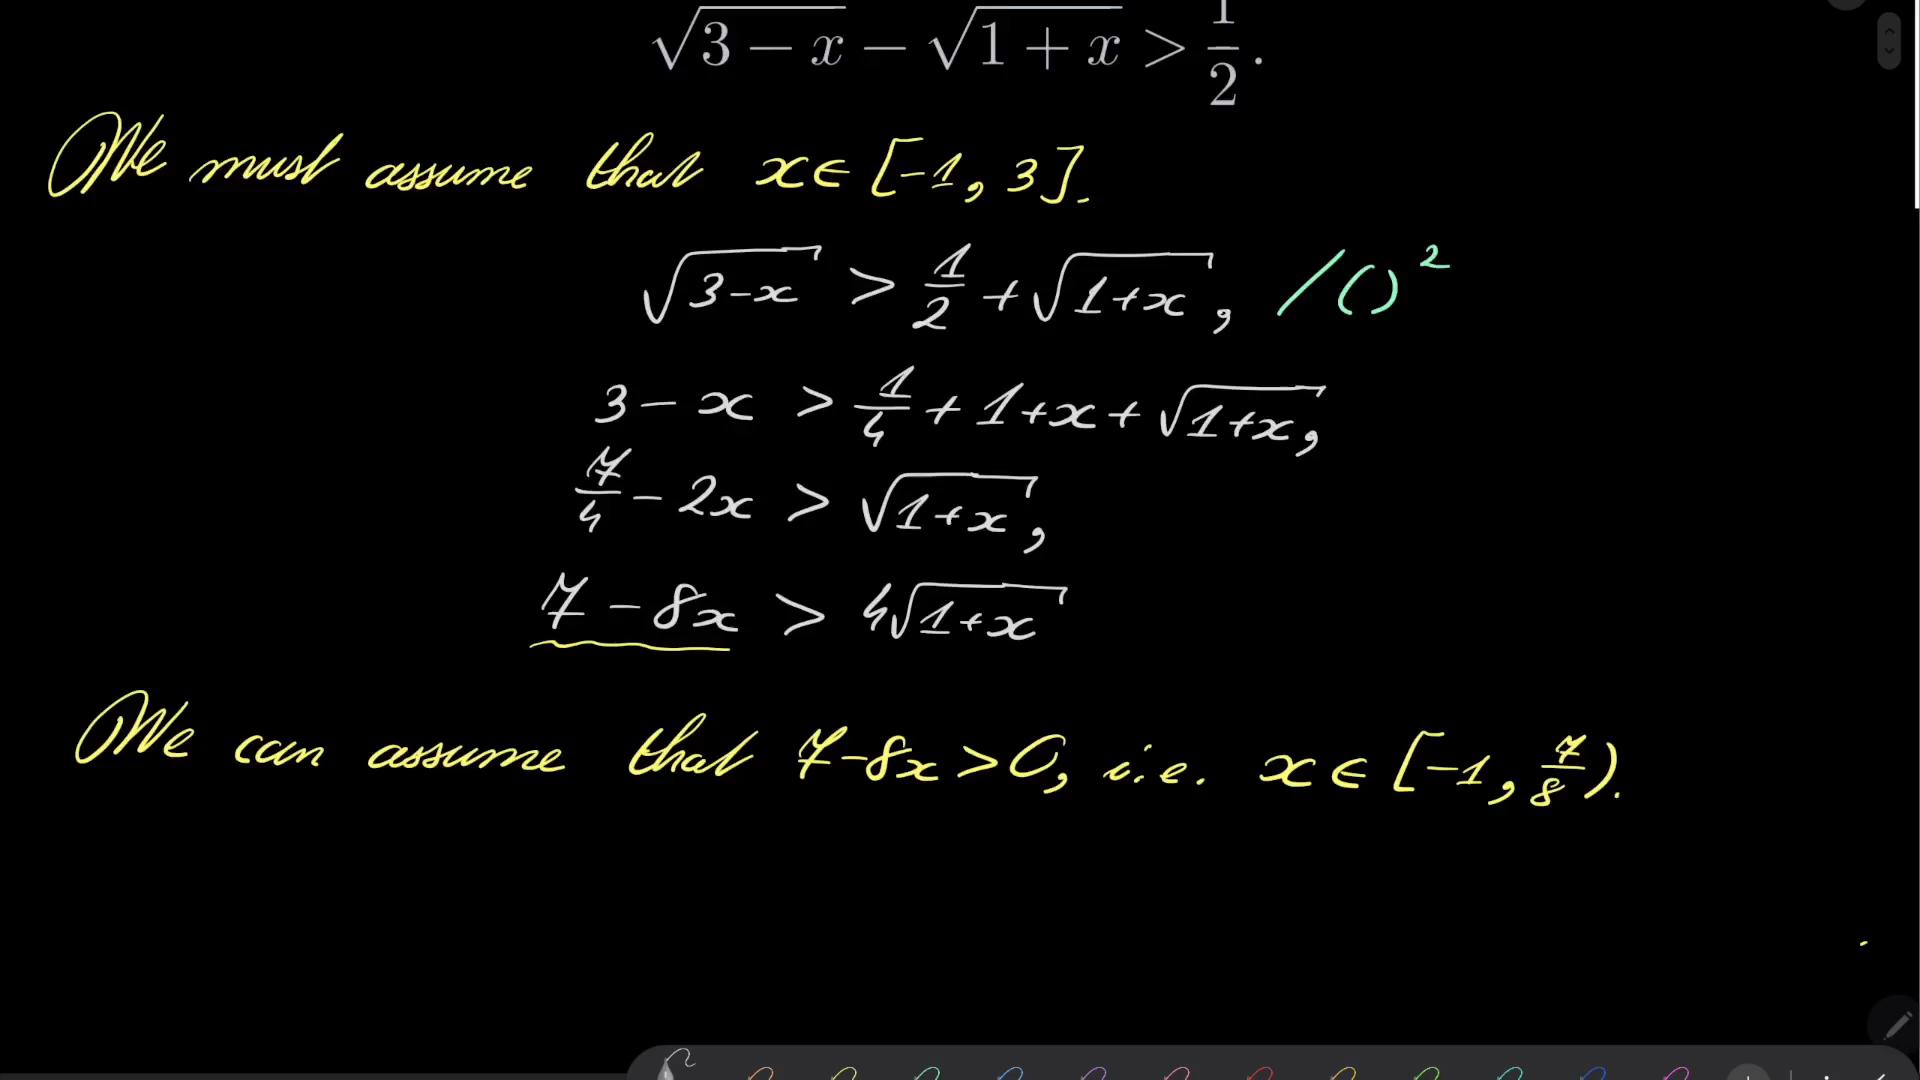 √3 − x − √1 + x > 1/2.
We must assume that x ∈ [-1, 3].
√3-x > 1/2 + √1+x, /()²
3 - x > 1/4 + 1+x + √1+x,
7/4 - 2x > √1+x,
7 - 8x > 4√1+x
We can assume that 7-8x>0, i.e. x ∈ [-1, 7/8).